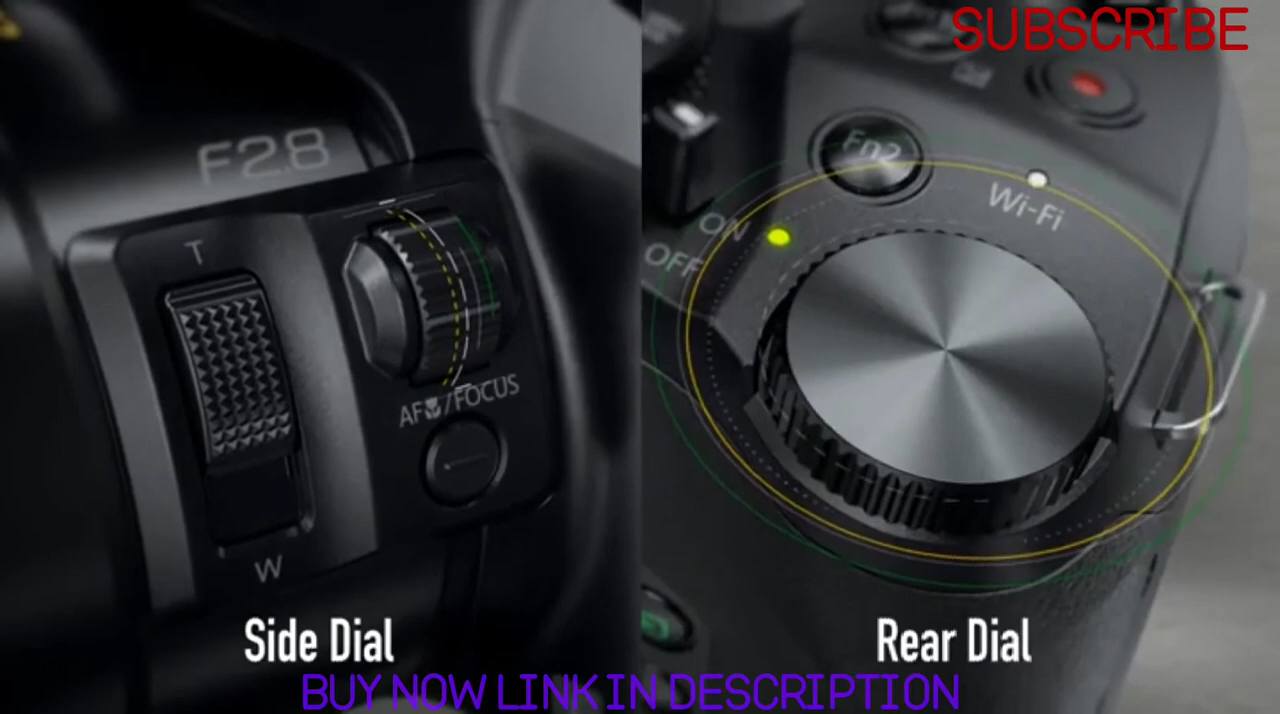 SUBSCRIBE
F2.8
T
W
AF /FOCUS
Side Dial
Fn2
Wi-Fi
ON
OFF
Rear Dial
BUY NOW LINK IN DESCRIPTION